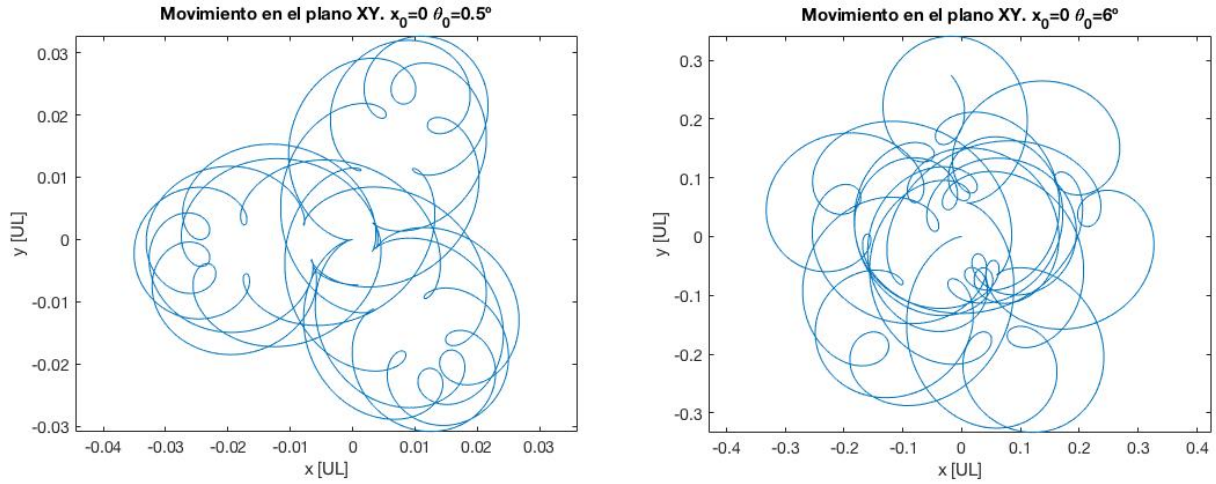 Movimiento en el plano XY. x₀=0 θ₀=0.5º
0.03
0.02
0.01
0
-0.01
-0.02
-0.03
y [UL]
-0.04 -0.03 -0.02 -0.01 0 0.01 0.02 0.03
x [UL]
Movimiento en el plano XY. x₀=0 θ₀=6º
0.3
0.2
0.1
0
-0.1
-0.2
-0.3
y [UL]
-0.4 -0.3 -0.2 -0.1 0 0.1 0.2 0.3 0.4
x [UL]